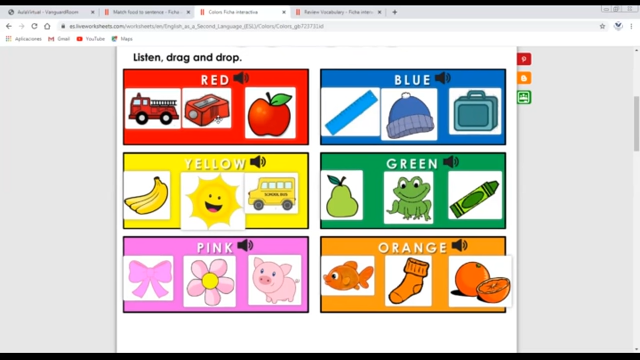 AulaVirtual - VanguardRoom
Match food to sentence - Ficha
Colors Ficha interactiva
Review Vocabulary - Ficha inter
es.liveworksheets.com/worksheets/en/English_as_a_Second_Language_(ESL)/Colors/Colors_gb72373td
Aplicaciones
Gmail
YouTube
Maps
Listen, drag and drop.
RED
BLUE
YELLOW
GREEN
SCHOOL BUS
PINK
ORANGE